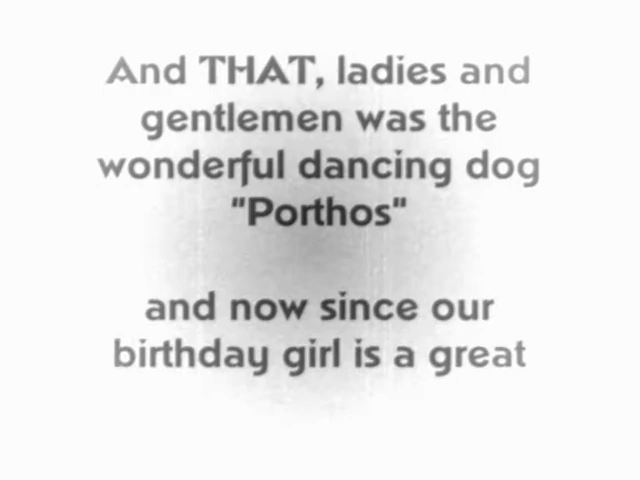 And THAT, ladies and
gentlemen was the
wonderful dancing dog
"Porthos"
and now since our
birthday girl is a great